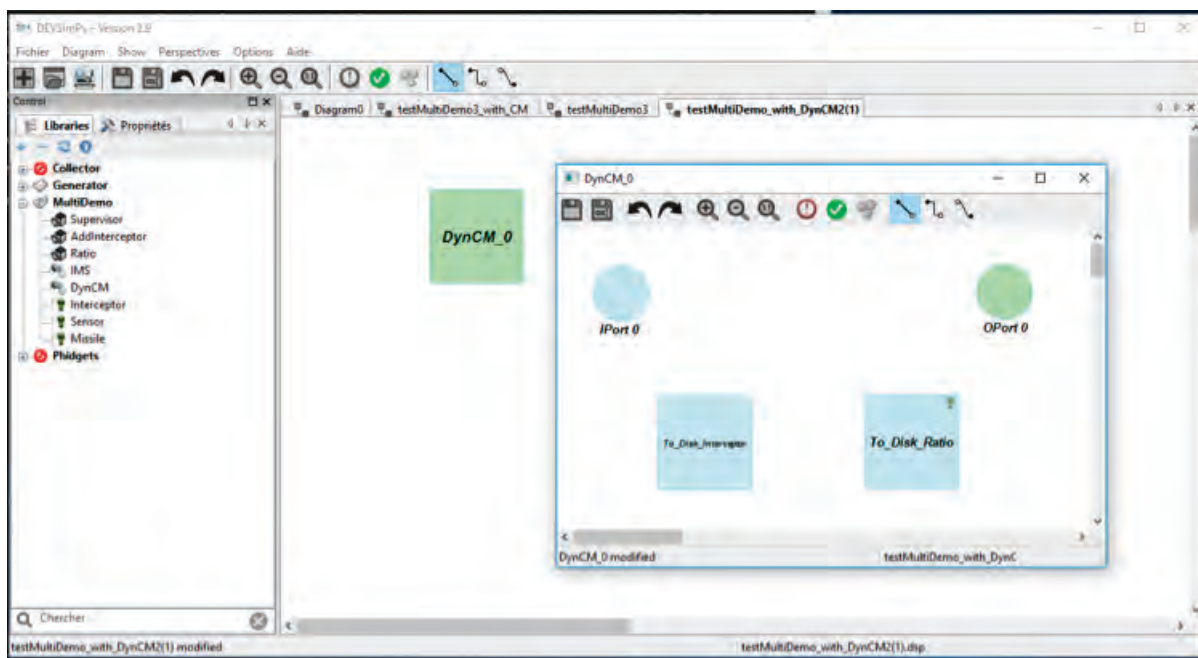 DEVSimPy - Version 2.9
Fichier Diagram Show Perspectives Options Aide
Control
Libraries Propriétés
Diagram0 testMultiDemo3_with_CM testMultiDemo3 testMultiDemo_with_DynCM2(1)
Collector
Generator
MultiDemo
Supervisor
AddInterceptor
Ratio
IMS
DynCM
Interceptor
Sensor
Missile
Phidgets
DynCM_0
DynCM_0
IPort 0
OPort 0
To_Disk_Interceptor
To_Disk_Ratio
DynCM_0 modified
testMultiDemo_with_DynC
Chercher
testMultiDemo_with_DynCM2(1) modified
testMultiDemo_with_DynCM2(1).dsp